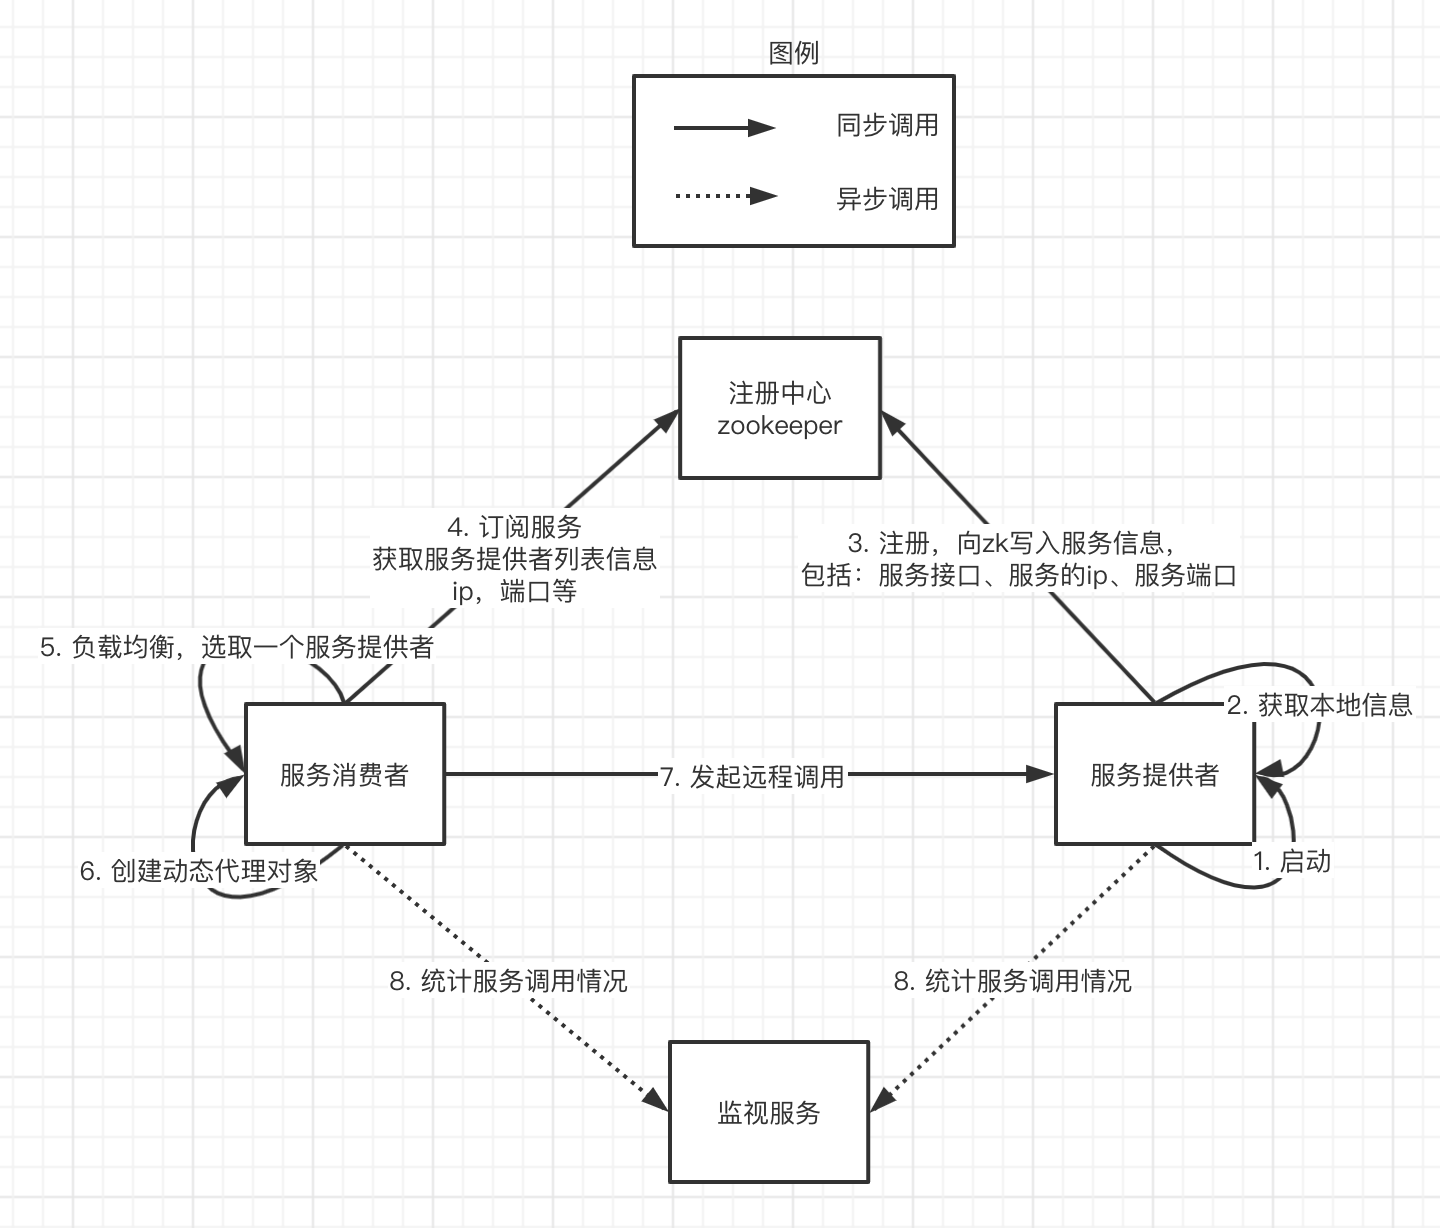 图例
同步调用
异步调用
注册中心
zookeeper
4. 订阅服务
获取服务提供者列表信息
ip，端口等
3. 注册，向zk写入服务信息，
包括：服务接口、服务的ip、服务端口
5. 负载均衡，选取一个服务提供者
2. 获取本地信息
服务消费者
7. 发起远程调用
服务提供者
6. 创建动态代理对象
1. 启动
8. 统计服务调用情况
8. 统计服务调用情况
监视服务